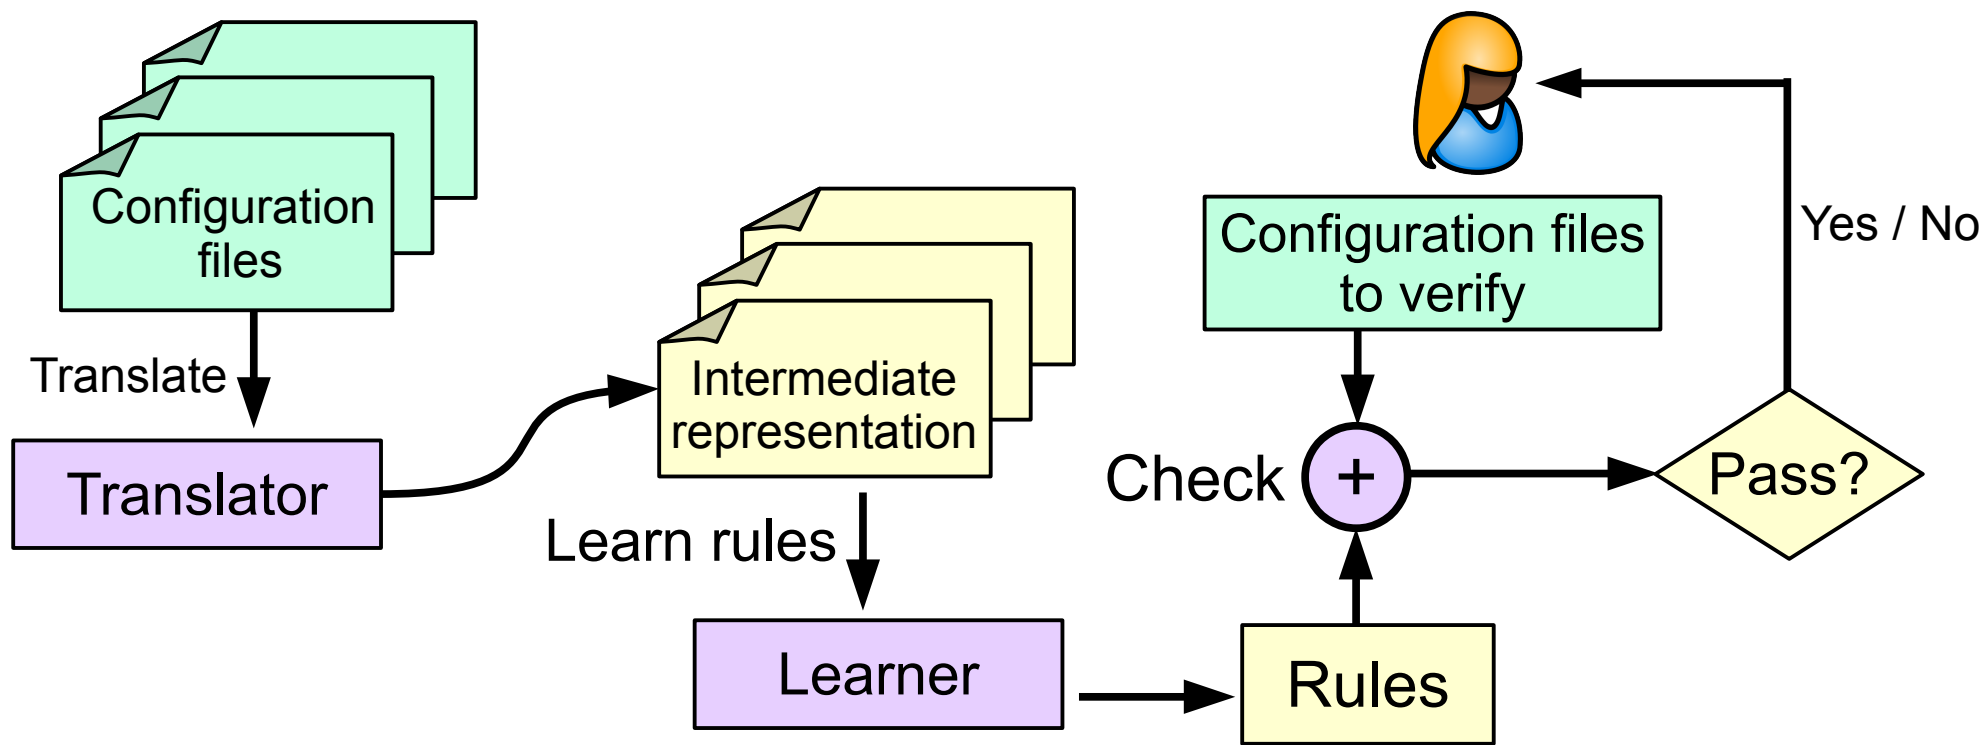 Configuration
files
Translate
Translator
Intermediate
representation
Learn rules
Learner
Configuration files
to verify
Check
+
Pass?
Yes / No
Rules